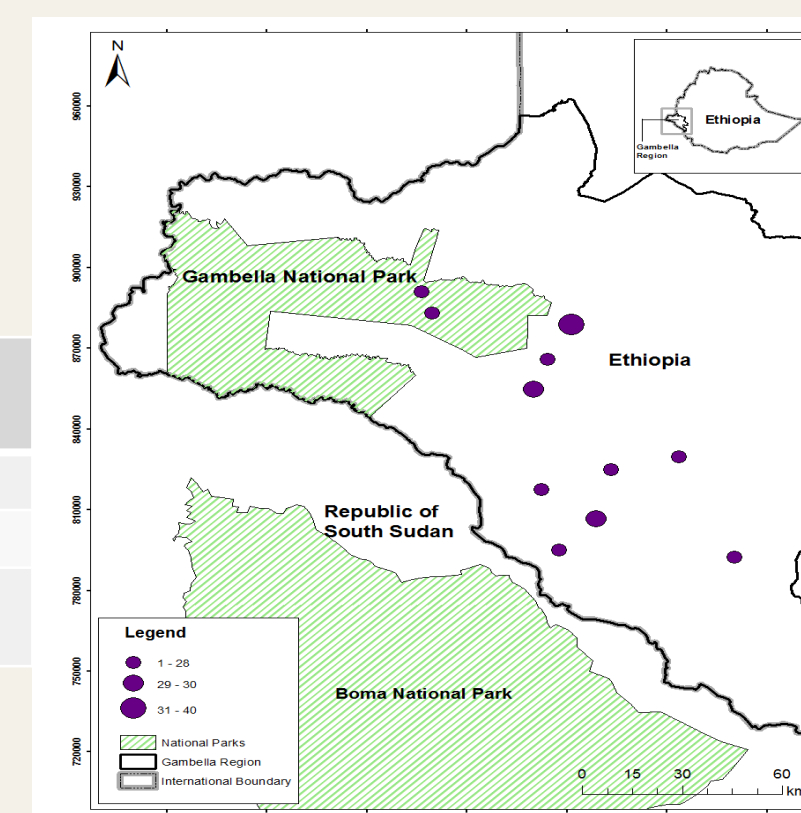 N
960000
930000
900000
870000
840000
810000
780000
750000
720000
Ethiopia
Gambella
Region
Gambella National Park
Ethiopia
Republic of
South Sudan
Boma National Park
Legend
1 - 28
29 - 30
31 - 40
National Parks
Gambella Region
International Boundary
0 15 30 60
km